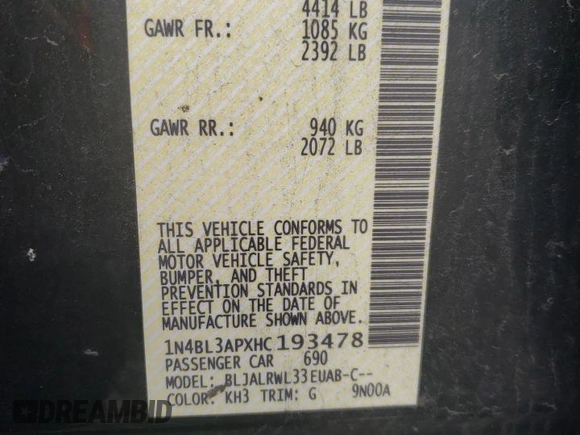 4414 LB
GAWR FR.: 1085 KG
2392 LB
GAWR RR.: 940 KG
2072 LB
THIS VEHICLE CONFORMS TO
ALL APPLICABLE FEDERAL
MOTOR VEHICLE SAFETY,
BUMPER, AND THEFT
PREVENTION STANDARDS IN
EFFECT ON THE DATE OF
MANUFACTURE SHOWN ABOVE.
1N4BL3APXHC193478
PASSENGER CAR 690
MODEL: BLJALRWL33EUAB-C--
COLOR: KH3 TRIM: G 9N00A
DREAMBID